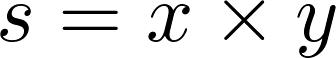 s = x × y